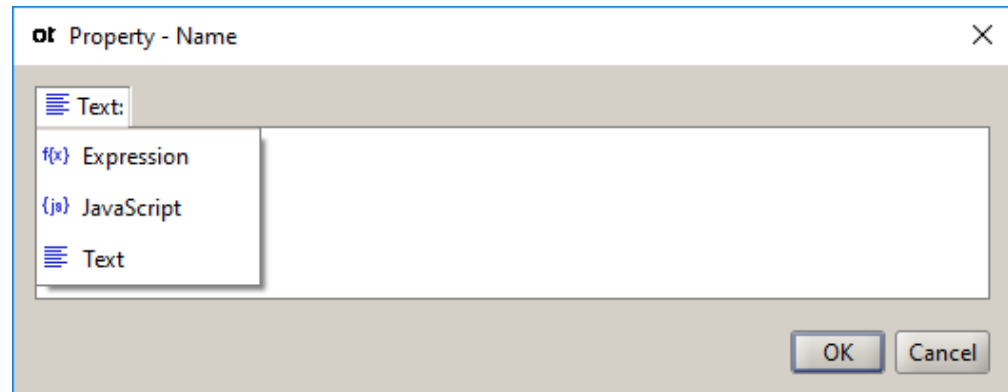 ot Property - Name
Text:
f(x) Expression
{js} JavaScript
Text
OK Cancel